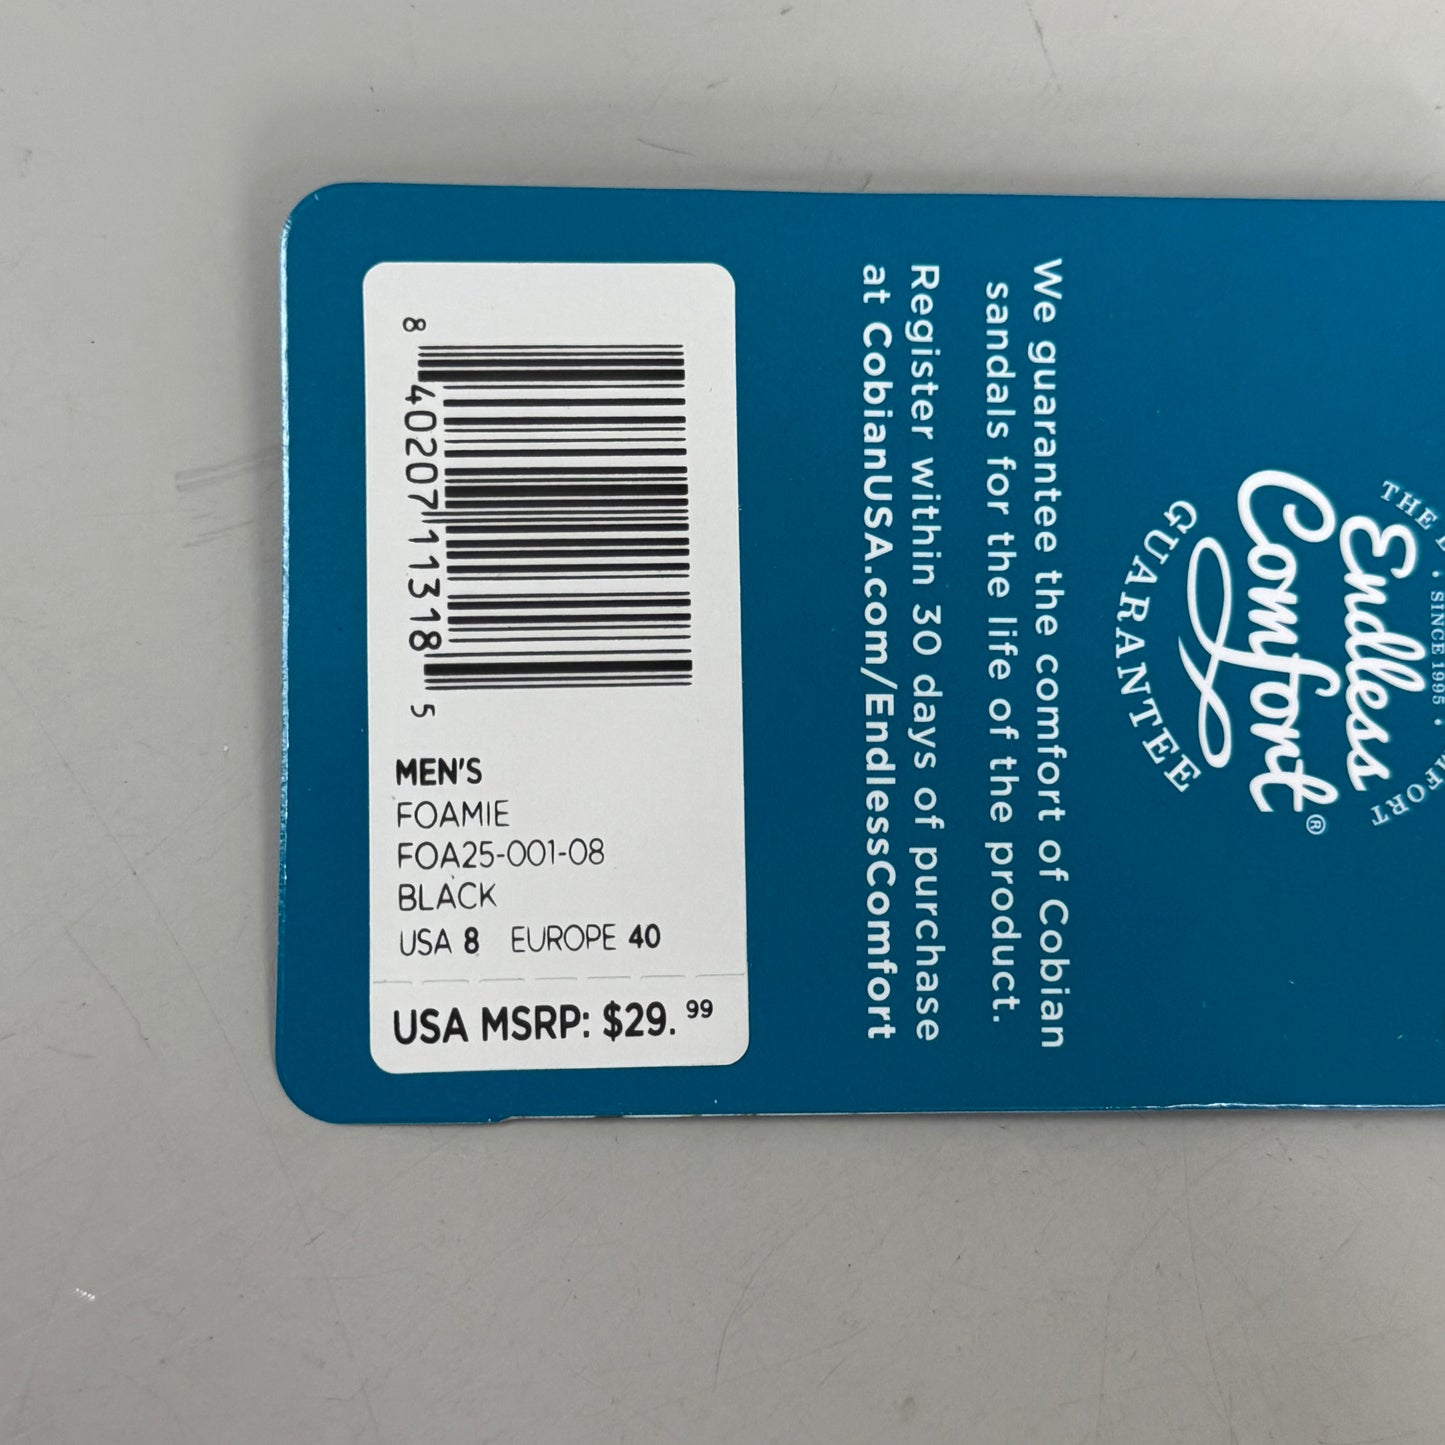 8 40207 11318 5
MEN'S
FOAMIE
FOA25-001-08
BLACK
USA 8 EUROPE 40
USA MSRP: $29.99
THE
· SINCE 1995 ·
Endless
Comfort®
GUARANTEE
We guarantee the comfort of Cobian
sandals for the life of the product.
Register within 30 days of purchase
at CobianUSA.com/EndlessComfort